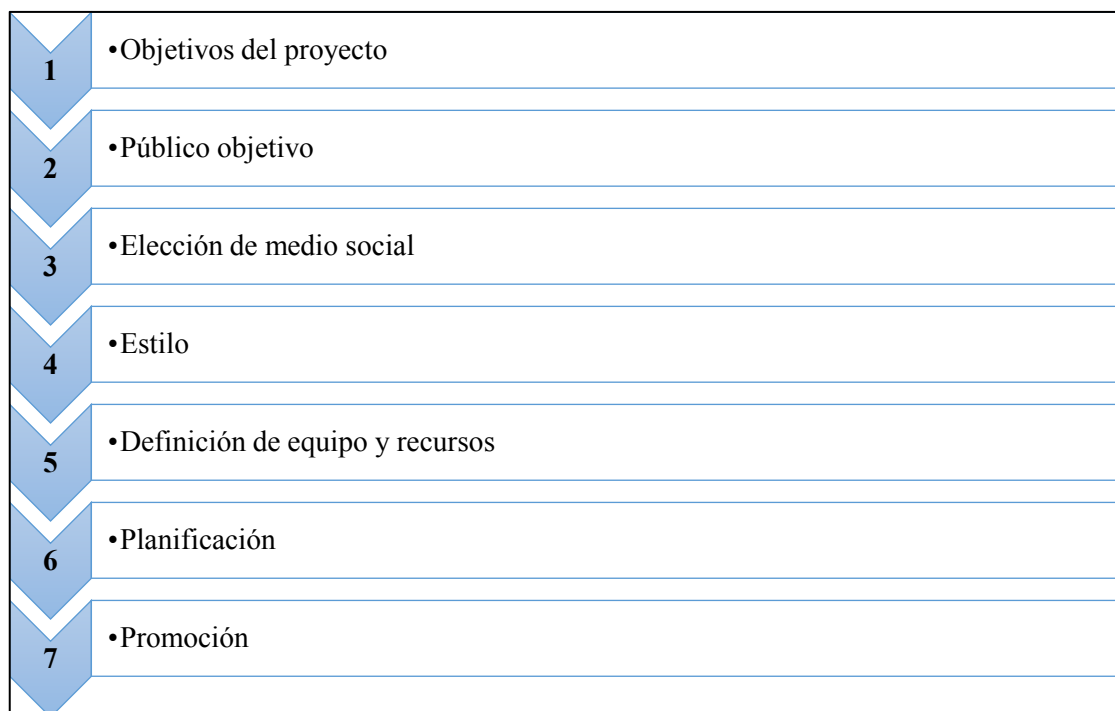 1 •Objetivos del proyecto
2 •Público objetivo
3 •Elección de medio social
4 •Estilo
5 •Definición de equipo y recursos
6 •Planificación
7 •Promoción